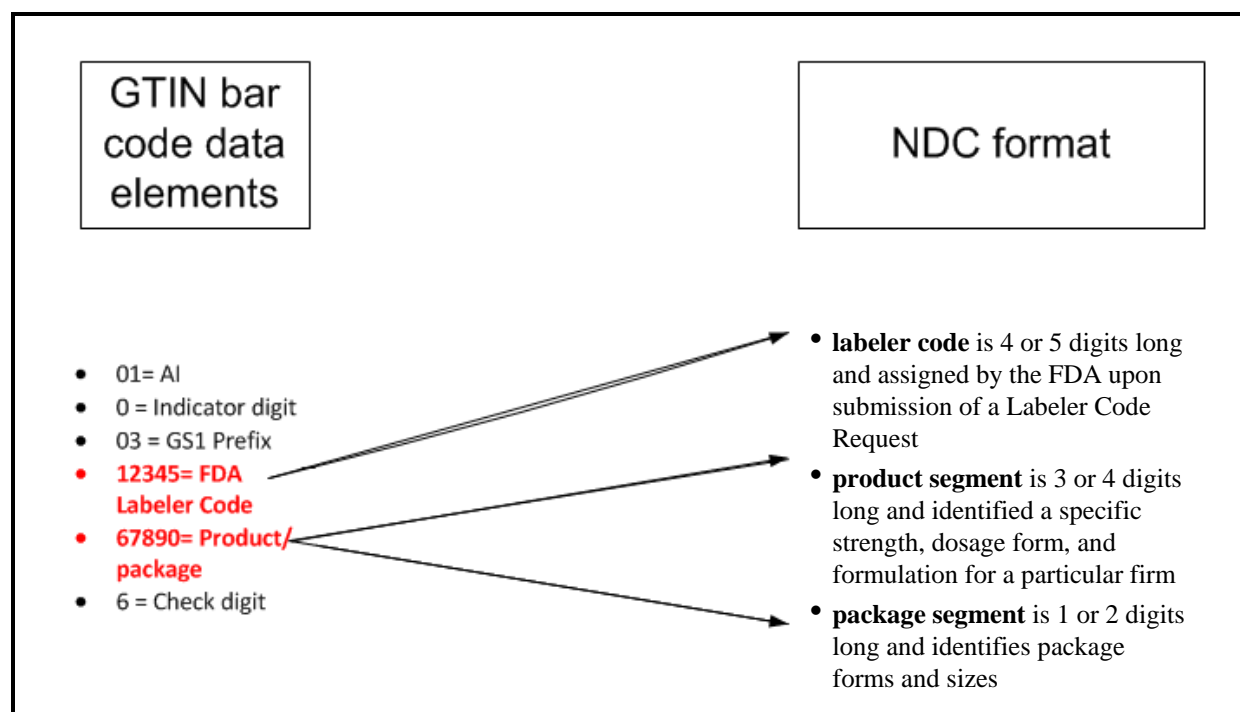 GTIN bar
code data
elements
NDC format
• 01= AI
• 0 = Indicator digit
• 03 = GS1 Prefix
• 12345= FDA
Labeler Code
• 67890= Product/
package
• 6 = Check digit
• labeler code is 4 or 5 digits long
and assigned by the FDA upon
submission of a Labeler Code
Request
• product segment is 3 or 4 digits
long and identified a specific
strength, dosage form, and
formulation for a particular firm
• package segment is 1 or 2 digits
long and identifies package
forms and sizes